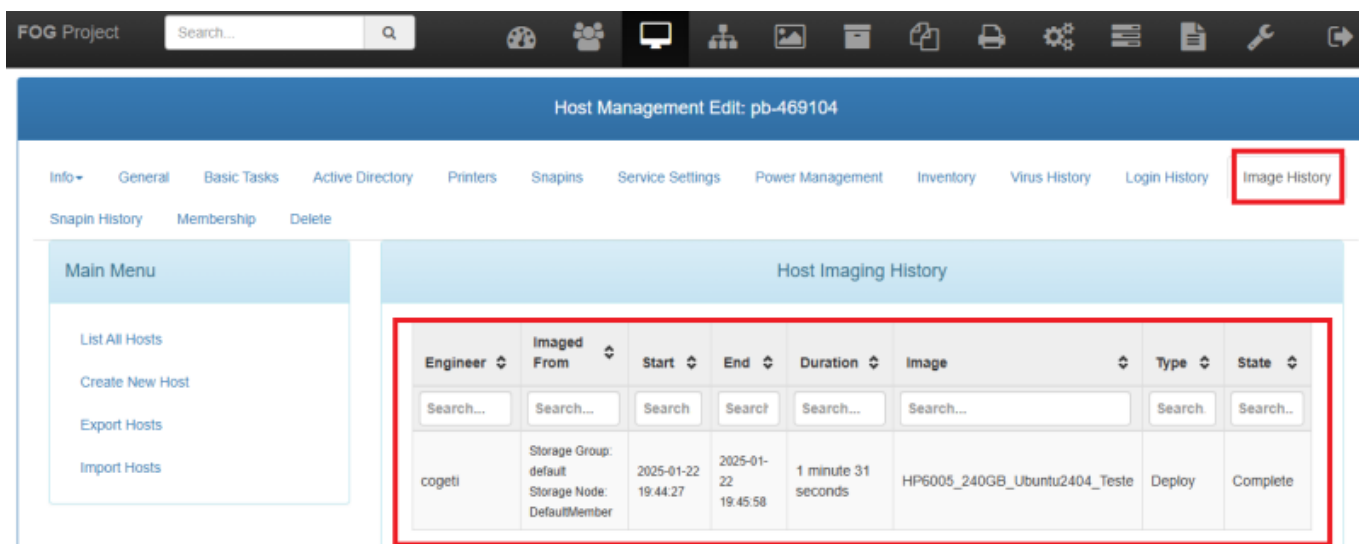 FOG Project Search...
Host Management Edit: pb-469104
Info General Basic Tasks Active Directory Printers Snapins Service Settings Power Management Inventory Virus History Login History Image History
Snapin History Membership Delete
Main Menu
List All Hosts
Create New Host
Export Hosts
Import Hosts
Host Imaging History
Engineer Imaged From Start End Duration Image Type State
Search... Search... Search Search Search... Search... Search. Search...
cogeti
Storage Group:
default
Storage Node:
DefaultMember
2025-01-22
19:44:27
2025-01-
22
19:45:58
1 minute 31
seconds
HP6005_240GB_Ubuntu2404_Teste
Deploy
Complete